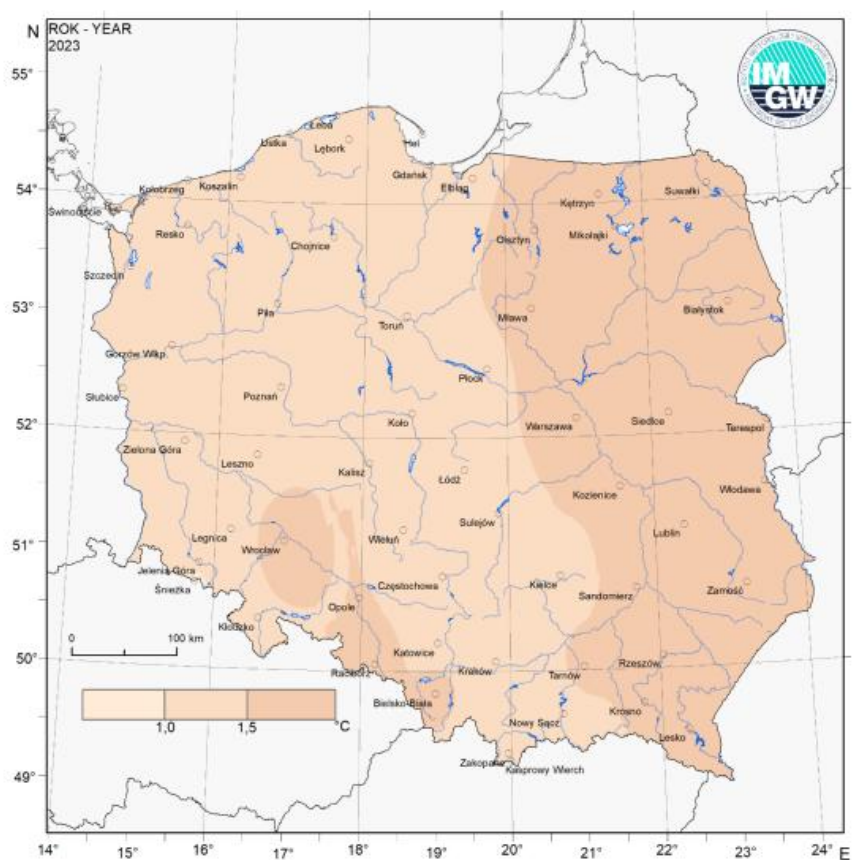 ROK - YEAR
2023
N
IM
GW
55°
54°
53°
52°
51°
50°
49°
Łeba
Ustka
Lębork
Hel
Gdańsk
Elbląg
Kołobrzeg
Koszalin
Świnoujście
Resko
Chojnice
Olsztyn
Kętrzyn
Mikołajki
Suwałki
Szczecin
Piła
Toruń
Mława
Białystok
Gorzów Wlkp.
Płock
Słubice
Poznań
Koło
Warszawa
Siedlce
Terespol
Zielona Góra
Leszno
Kalisz
Łódź
Kozienice
Włodawa
Legnica
Wrocław
Wieluń
Sulejów
Lublin
Jelenia Góra
Śnieżka
Częstochowa
Kielce
Sandomierz
Zamość
Kłodzko
Opole
0
100 km
Racibórz
Katowice
Kraków
Tarnów
Rzeszów
Bielsko-Biała
Nowy Sącz
Krosno
Lesko
Zakopane
Kasprowy Wierch
1,0
1,5
°C
14°
15°
16°
17°
18°
19°
20°
21°
22°
23°
24°
E